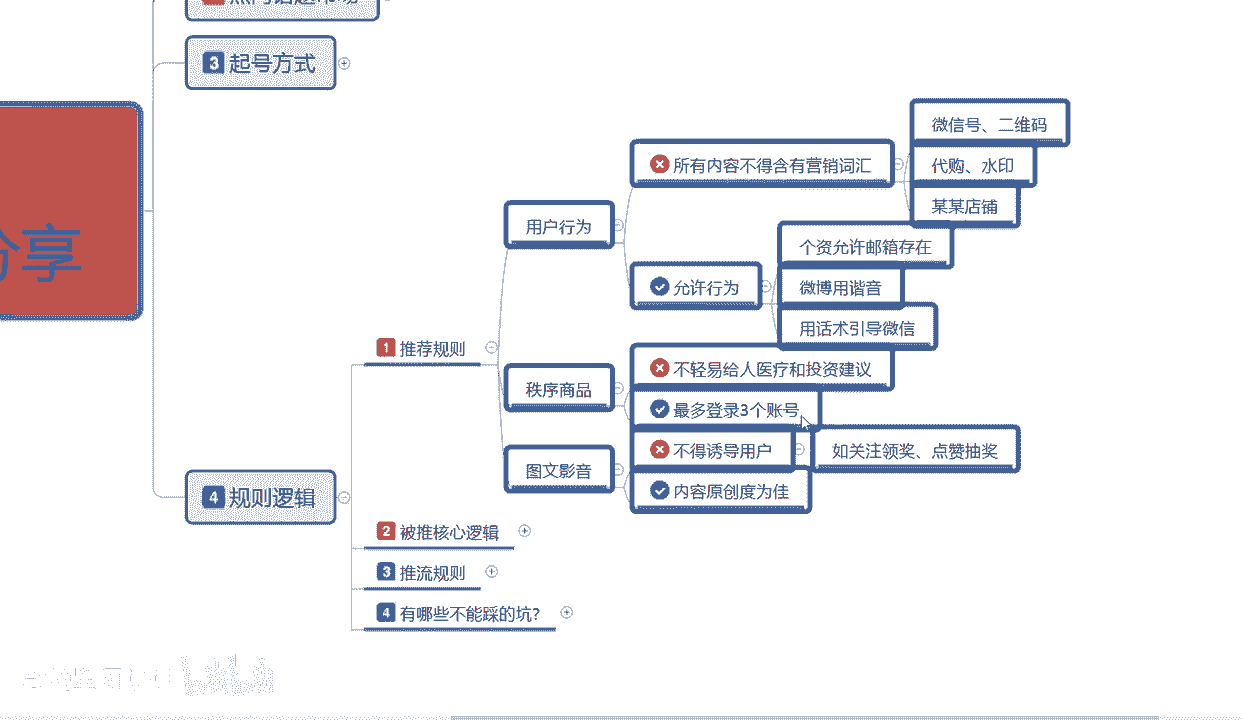 3 起号方式
享
4 规则逻辑
1 推荐规则
用户行为
所有内容不得含有营销词汇
微信号、二维码
代购、水印
某某店铺
允许行为
个资允许邮箱存在
微博用谐音
用话术引导微信
秩序商品
不轻易给人医疗和投资建议
最多登录3个账号
图文影音
不得诱导用户
如关注领奖、点赞抽奖
内容原创度为佳
2 被推核心逻辑
3 推流规则
4 有哪些不能踩的坑?